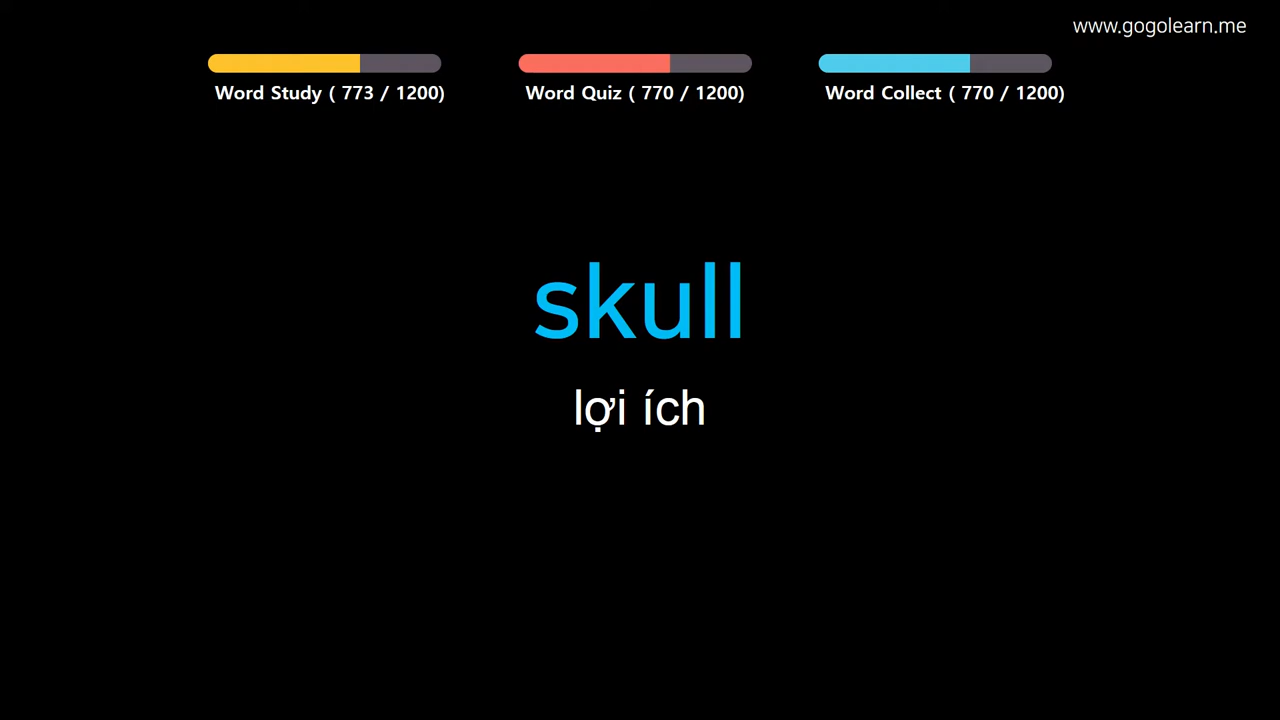 www.gogolearn.me
Word Study ( 773 / 1200)
Word Quiz ( 770 / 1200)
Word Collect ( 770 / 1200)
skull
lợi ích